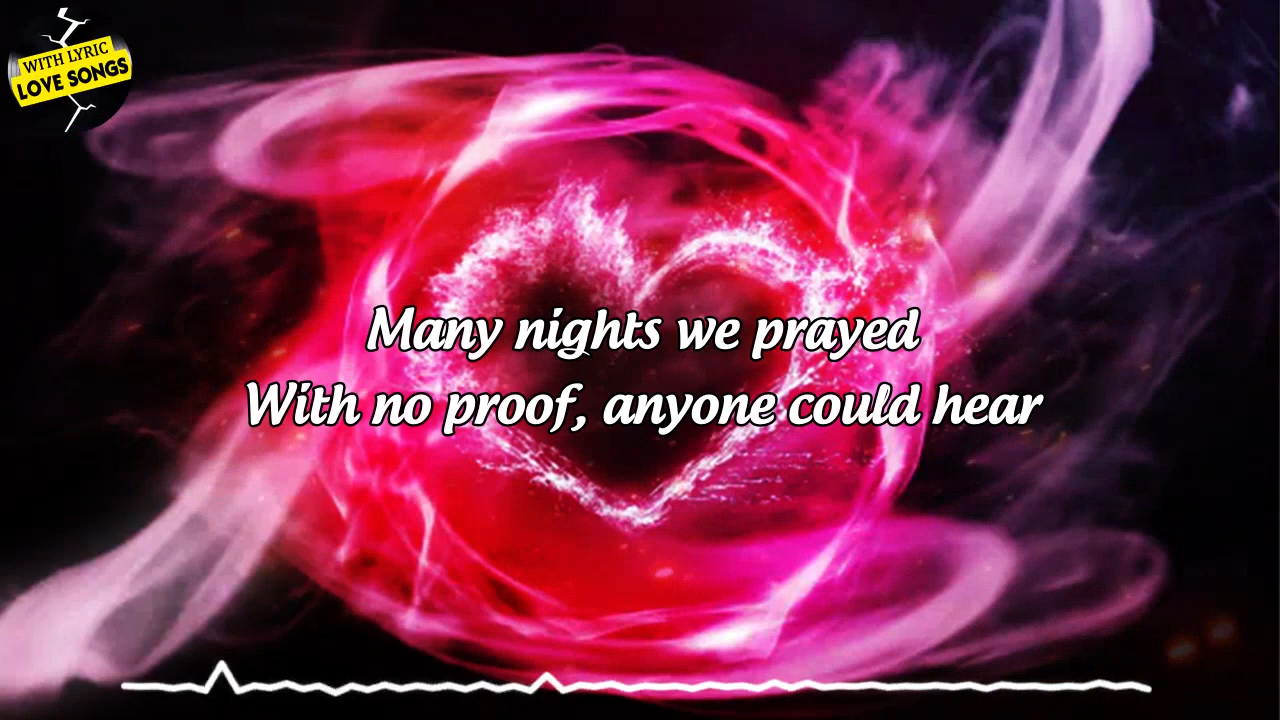 WITH LYRIC
LOVE SONGS
Many nights we prayed
With no proof, anyone could hear